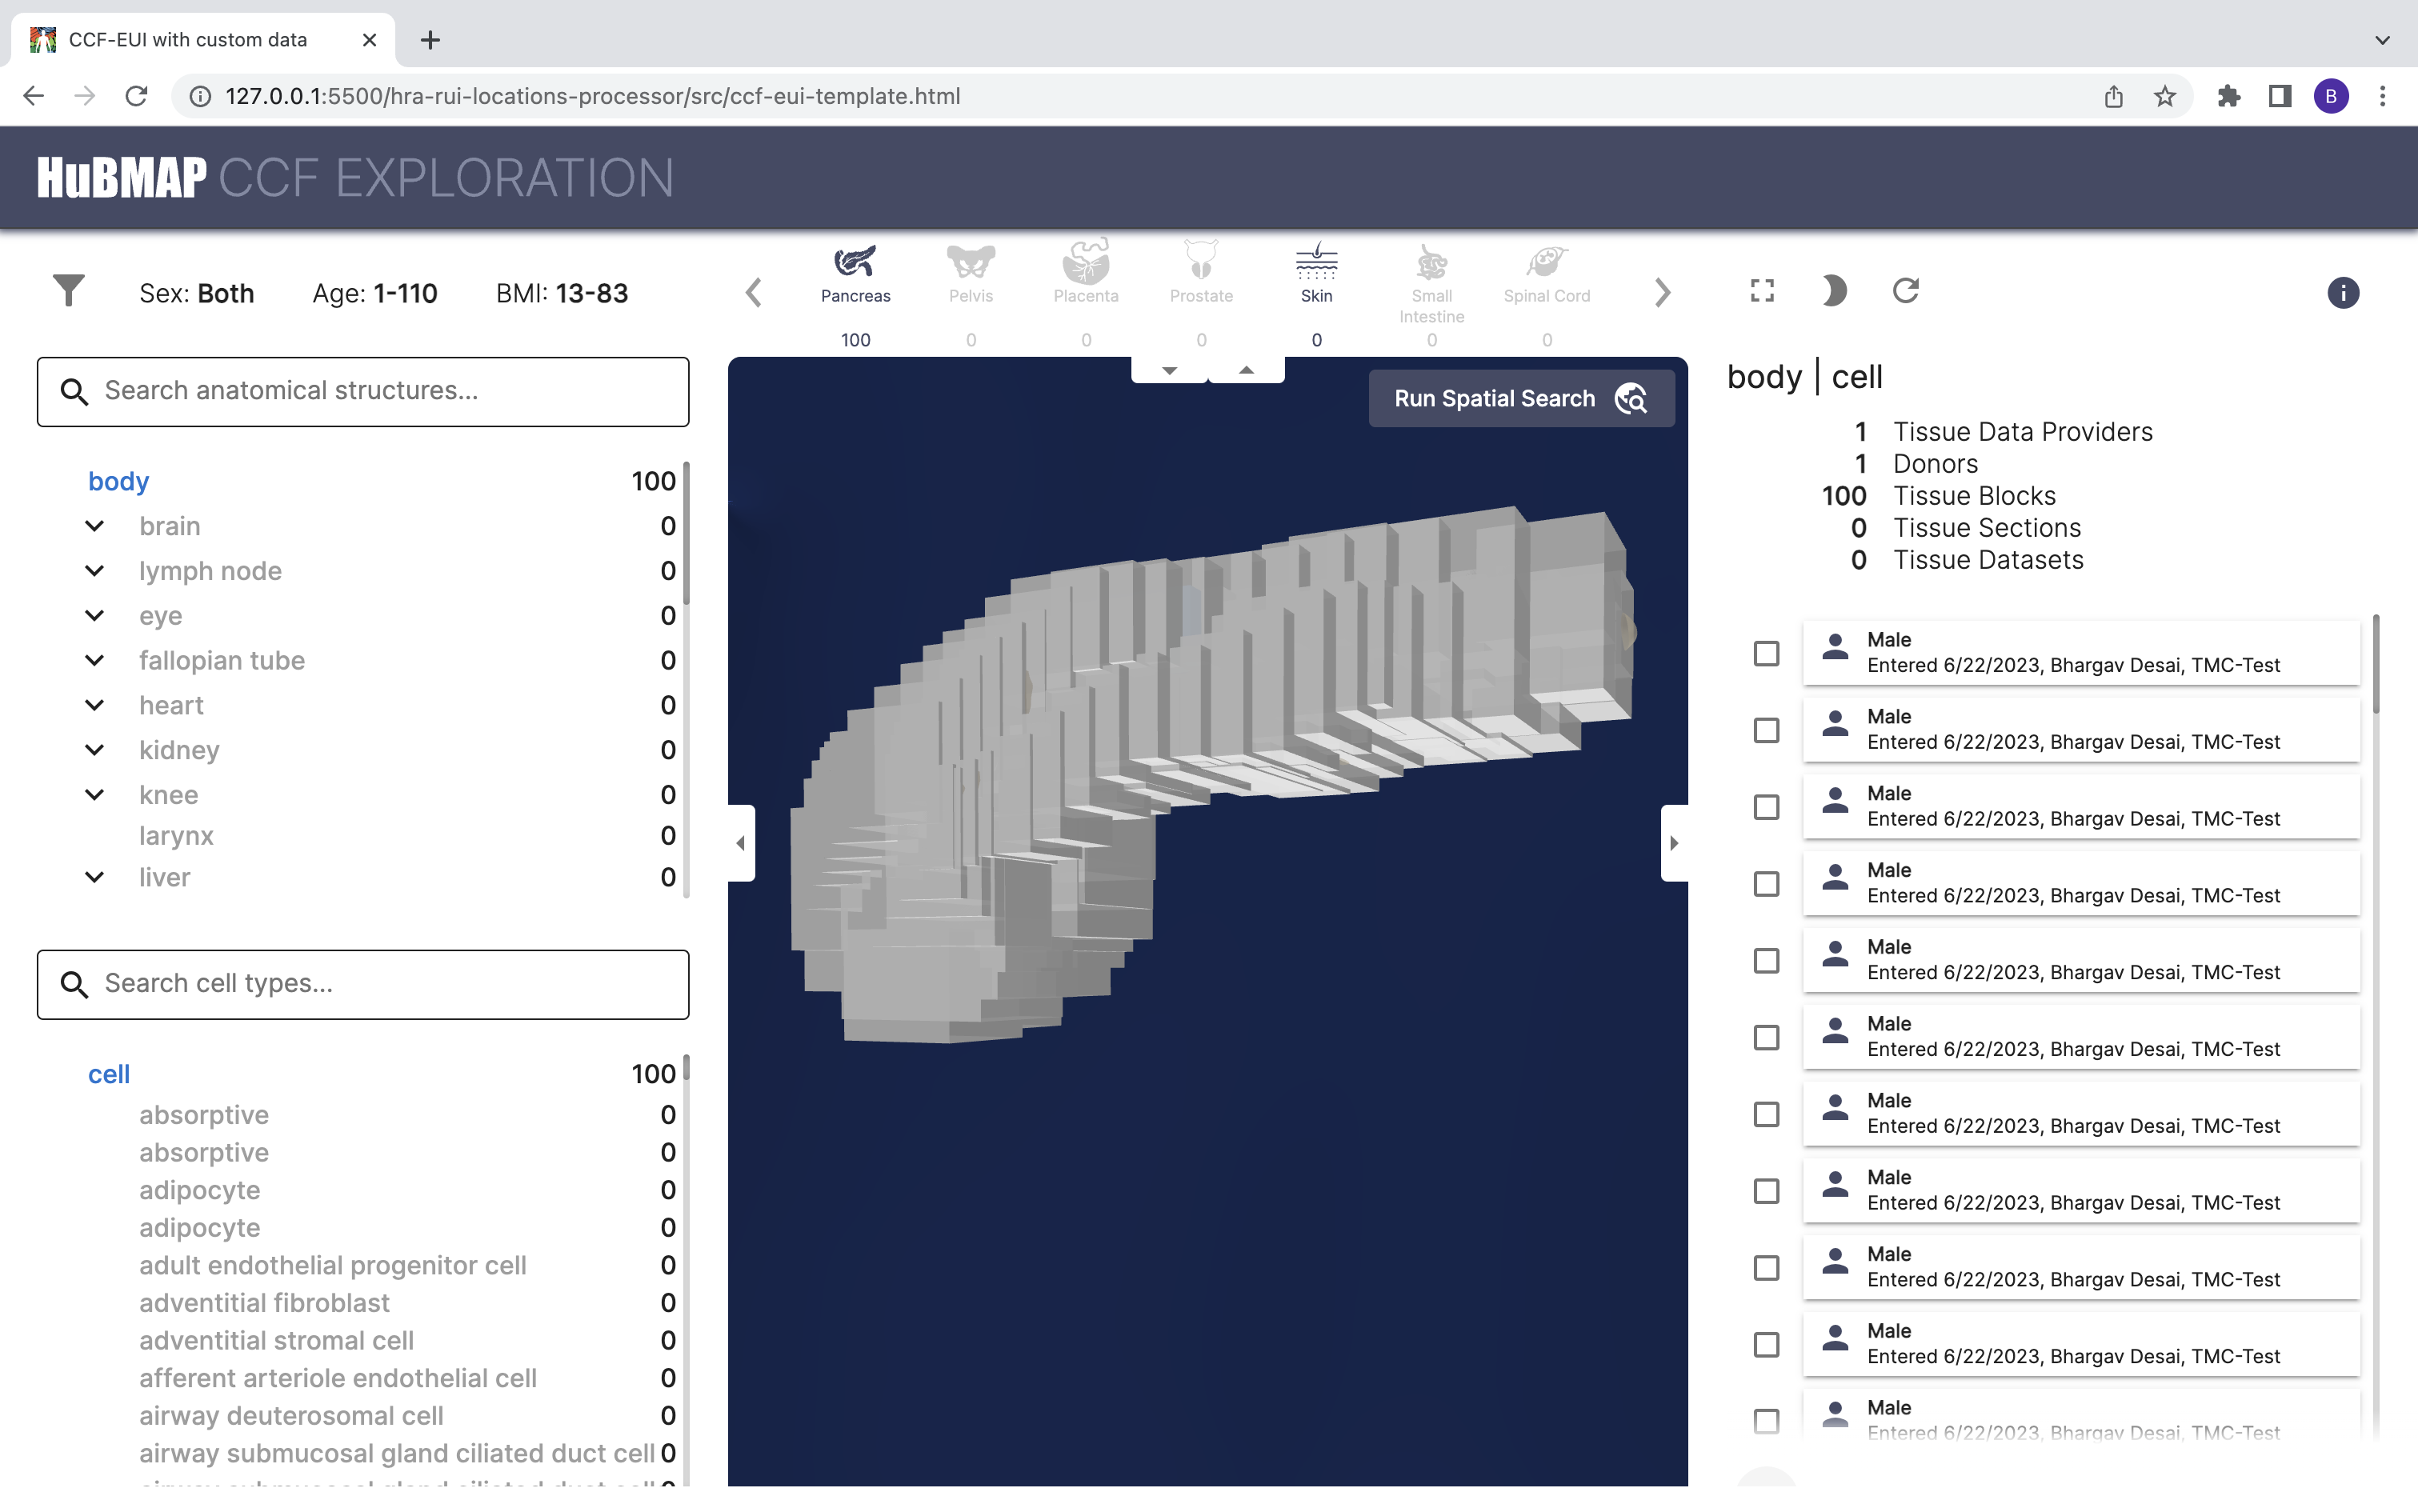 CCF-EUI with custom data
127.0.0.1:5500/hra-rui-locations-processor/src/ccf-eui-template.html
B
HuBMAP CCF EXPLORATION
Sex: Both Age: 1-110 BMI: 13-83
Pancreas
100
Pelvis
0
Placenta
0
Prostate
0
Skin
0
Small
Intestine
0
Spinal Cord
0
Search anatomical structures...
body 100
brain 0
lymph node 0
eye 0
fallopian tube 0
heart 0
kidney 0
knee 0
larynx 0
liver 0
Search cell types...
cell 100
absorptive 0
absorptive 0
adipocyte 0
adipocyte 0
adult endothelial progenitor cell 0
adventitial fibroblast 0
adventitial stromal cell 0
afferent arteriole endothelial cell 0
airway deuterosomal cell 0
airway submucosal gland ciliated duct cell 0
Run Spatial Search
body | cell
1 Tissue Data Providers
1 Donors
100 Tissue Blocks
0 Tissue Sections
0 Tissue Datasets
Male
Entered 6/22/2023, Bhargav Desai, TMC-Test
Male
Entered 6/22/2023, Bhargav Desai, TMC-Test
Male
Entered 6/22/2023, Bhargav Desai, TMC-Test
Male
Entered 6/22/2023, Bhargav Desai, TMC-Test
Male
Entered 6/22/2023, Bhargav Desai, TMC-Test
Male
Entered 6/22/2023, Bhargav Desai, TMC-Test
Male
Entered 6/22/2023, Bhargav Desai, TMC-Test
Male
Entered 6/22/2023, Bhargav Desai, TMC-Test
Male
Entered 6/22/2023, Bhargav Desai, TMC-Test
Male
Entered 6/22/2023, Bhargav Desai, TMC-Test
Male
Entered 6/22/2023, Bhargav Desai, TMC-Test